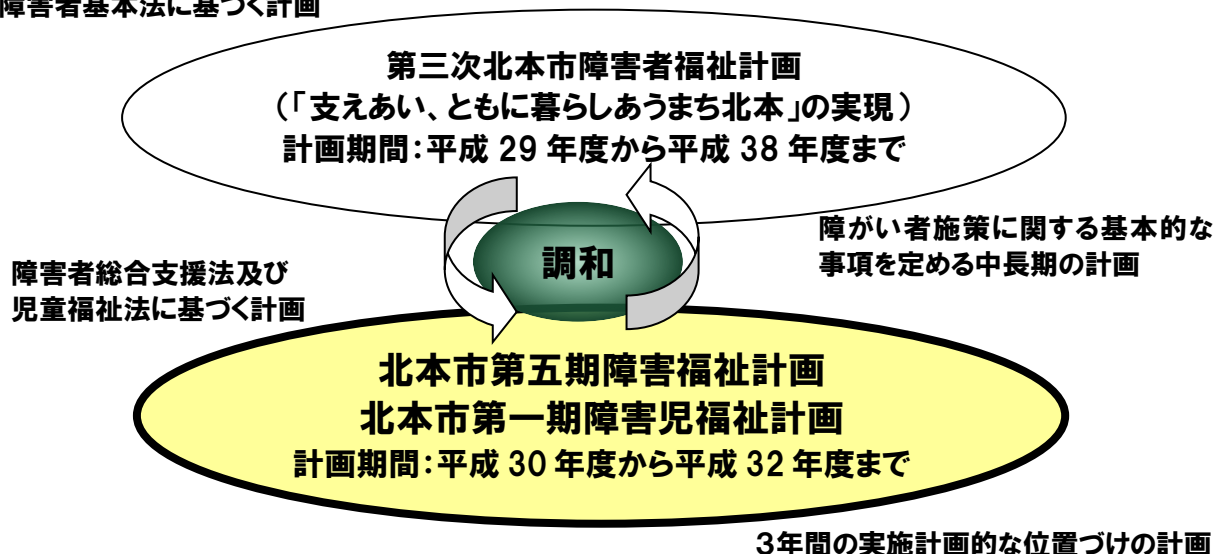 障害者基本法に基づく計画
第三次北本市障害者福祉計画
（「支えあい、ともに暮らしあうまち北本」の実現）
計画期間：平成 29 年度から平成 38 年度まで
障がい者施策に関する基本的な
事項を定める中長期の計画
調和
障害者総合支援法及び
児童福祉法に基づく計画
北本市第五期障害福祉計画
北本市第一期障害児福祉計画
計画期間：平成 30 年度から平成 32 年度まで
３年間の実施計画的な位置づけの計画